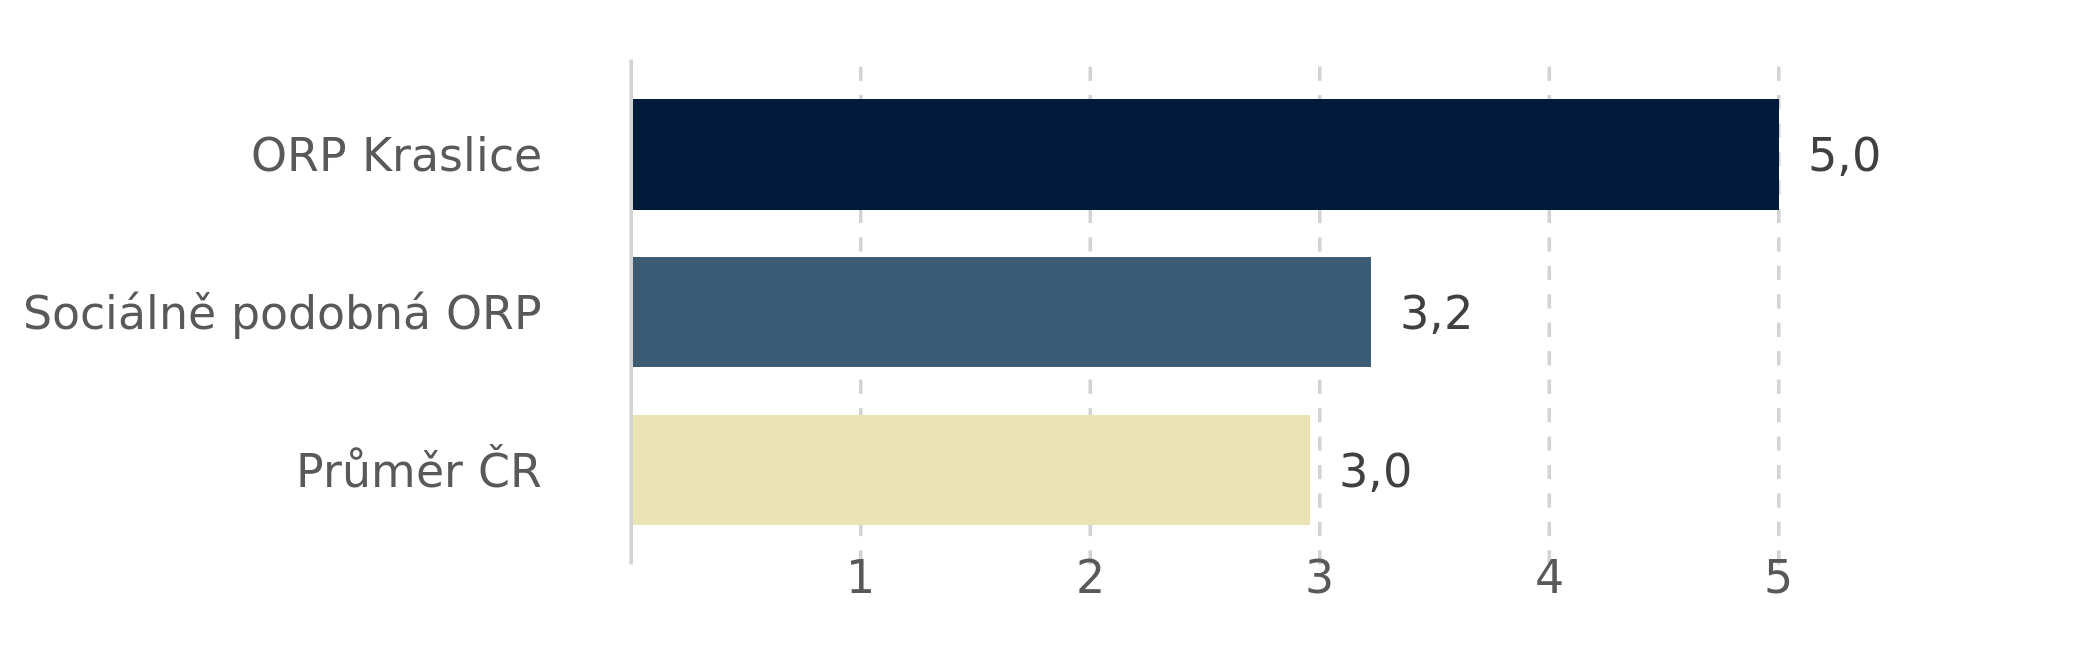 ORP Kraslice 5,0
Sociálně podobná ORP 3,2
Průměr ČR 3,0
1 2 3 4 5